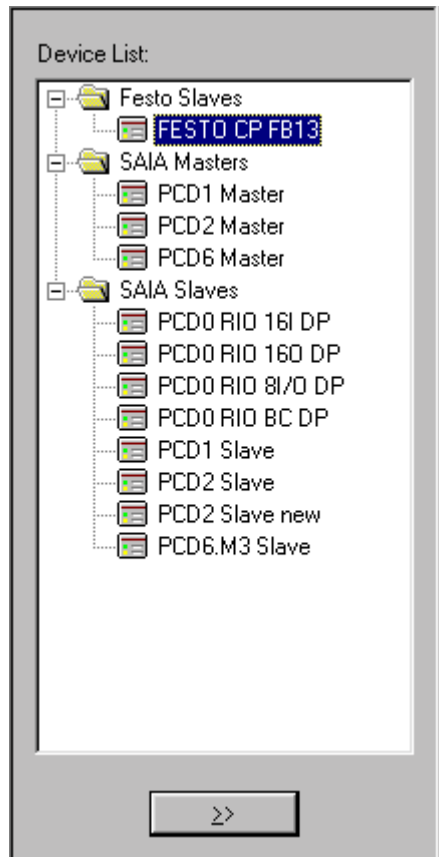 Device List:
Festo Slaves
FESTO CP FB13
SAIA Masters
PCD1 Master
PCD2 Master
PCD6 Master
SAIA Slaves
PCD0 RIO 16I DP
PCD0 RIO 16O DP
PCD0 RIO 8I/O DP
PCD0 RIO BC DP
PCD1 Slave
PCD2 Slave
PCD2 Slave new
PCD6.M3 Slave
>>